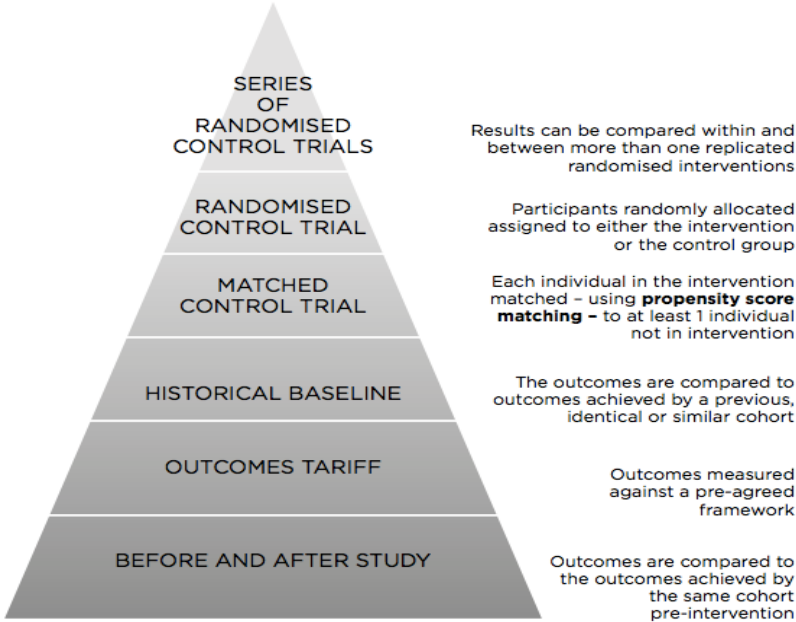 SERIES
OF
RANDOMISED
CONTROL TRIALS
Results can be compared within and
between more than one replicated
randomised interventions
RANDOMISED
CONTROL TRIAL
Participants randomly allocated
assigned to either the intervention
or the control group
MATCHED
CONTROL TRIAL
Each individual in the intervention
matched – using propensity score
matching – to at least 1 individual
not in intervention
HISTORICAL BASELINE
The outcomes are compared to
outcomes achieved by a previous,
identical or similar cohort
OUTCOMES TARIFF
Outcomes measured
against a pre-agreed
framework
BEFORE AND AFTER STUDY
Outcomes are compared to
the outcomes achieved by
the same cohort
pre-intervention